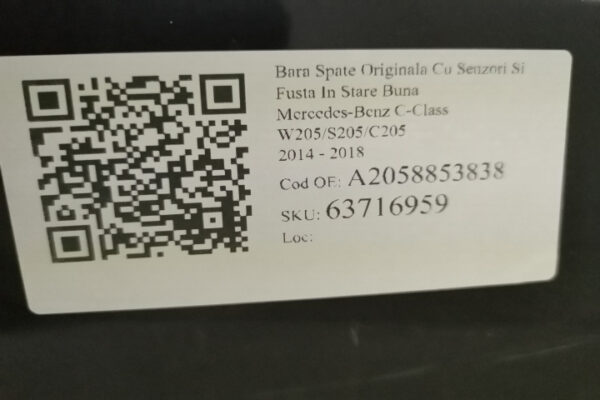 Bara Spate Originala Cu Senzori Si
Fusta In Stare Buna
Mercedes-Benz C-Class
W205/S205/C205
2014 - 2018
Cod OE: A2058853838
SKU: 63716959
Loc: